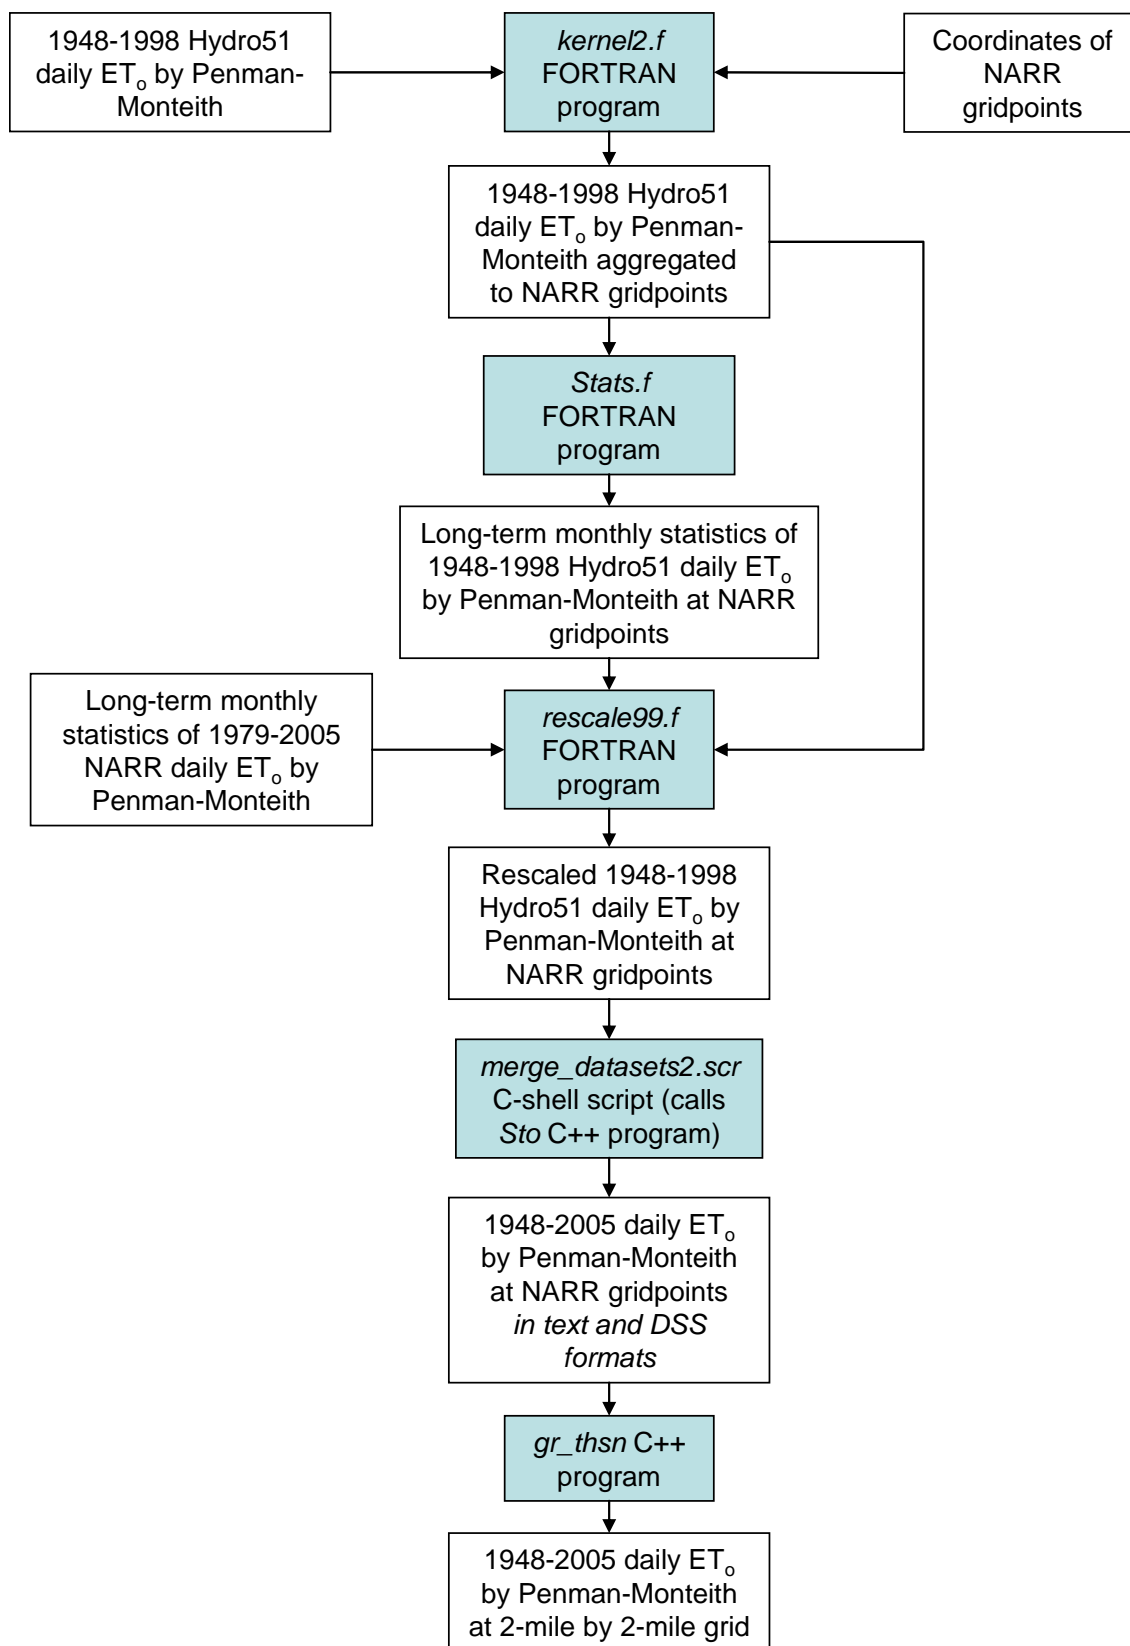 1948-1998 Hydro51
daily ETo by Penman-
Monteith
kernel2.f
FORTRAN
program
Coordinates of
NARR
gridpoints
1948-1998 Hydro51
daily ETo by Penman-
Monteith aggregated
to NARR gridpoints
Stats.f
FORTRAN
program
Long-term monthly statistics of
1948-1998 Hydro51 daily ETo
by Penman-Monteith at NARR
gridpoints
Long-term monthly
statistics of 1979-2005
NARR daily ETo by
Penman-Monteith
rescale99.f
FORTRAN
program
Rescaled 1948-1998
Hydro51 daily ETo by
Penman-Monteith at
NARR gridpoints
merge_datasets2.scr
C-shell script (calls
Sto C++ program)
1948-2005 daily ETo
by Penman-Monteith
at NARR gridpoints
in text and DSS
formats
gr_thsn C++
program
1948-2005 daily ETo
by Penman-Monteith
at 2-mile by 2-mile grid